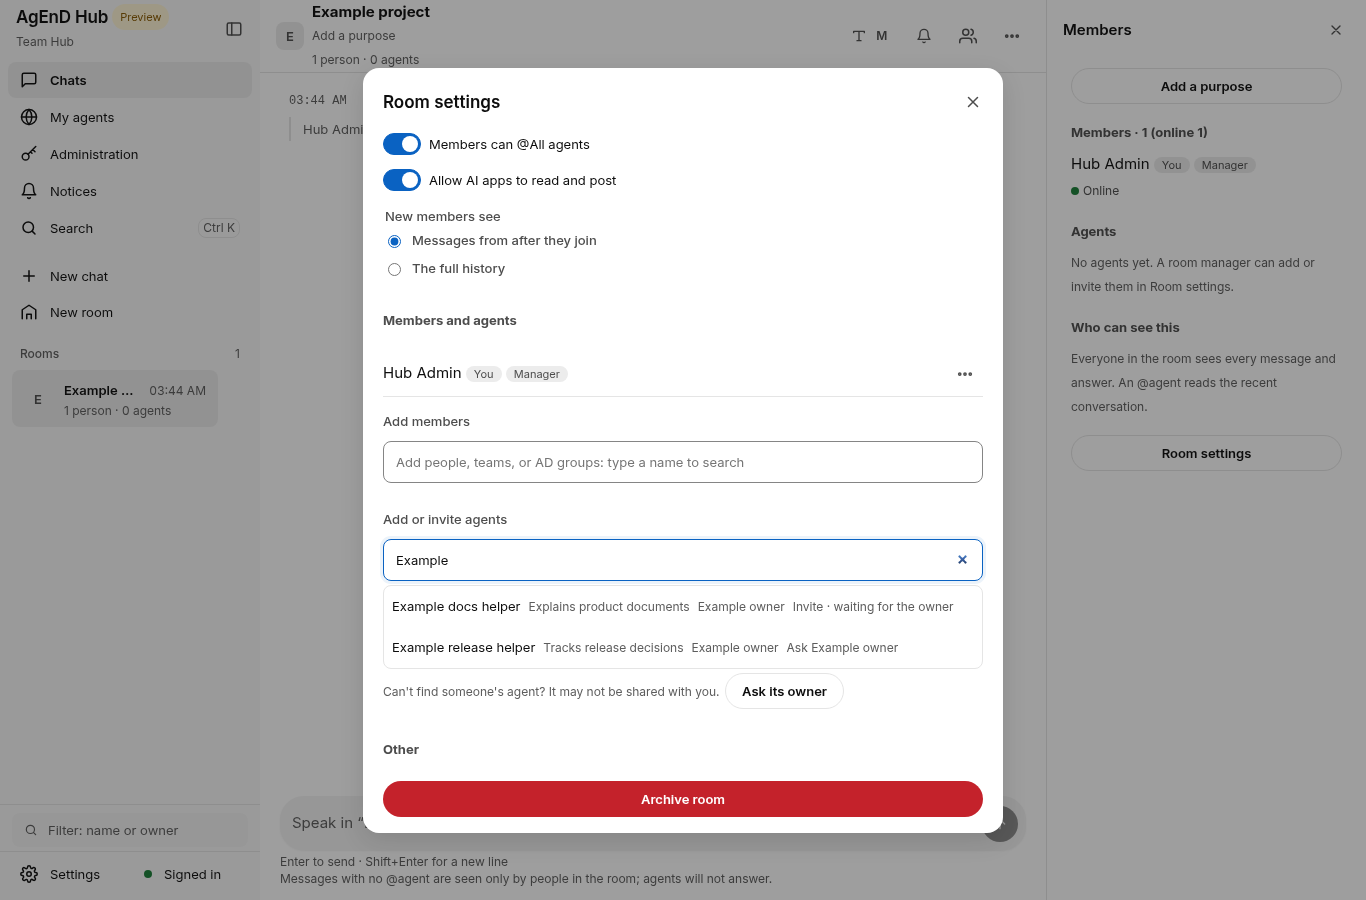 AgEnD Hub Preview
Team Hub
Chats
My agents
Administration
Notices
Search Ctrl K
New chat
New room
Rooms 1
E Example ... 03:44 AM
1 person · 0 agents
Filter: name or owner
Settings Signed in
E Example project
Add a purpose
1 person · 0 agents
T M
03:44 AM
Hub Admi
Room settings
Members can @All agents
Allow AI apps to read and post
New members see
Messages from after they join
The full history
Members and agents
Hub Admin You Manager
Add members
Add people, teams, or AD groups: type a name to search
Add or invite agents
Example
Example docs helper Explains product documents Example owner Invite · waiting for the owner
Example release helper Tracks release decisions Example owner Ask Example owner
Can't find someone's agent? It may not be shared with you. Ask its owner
Other
Archive room
Speak in “
Enter to send · Shift+Enter for a new line
Messages with no @agent are seen only by people in the room; agents will not answer.
Members
Add a purpose
Members · 1 (online 1)
Hub Admin You Manager
Online
Agents
No agents yet. A room manager can add or
invite them in Room settings.
Who can see this
Everyone in the room sees every message and
answer. An @agent reads the recent
conversation.
Room settings